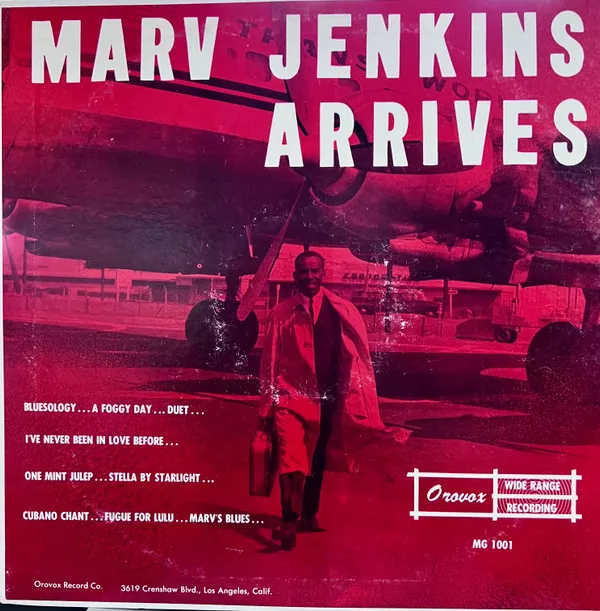 MARV JENKINS
ARRIVES
TRANS WOR
BLUESOLOGY...A FOGGY DAY...DUET...
I'VE NEVER BEEN IN LOVE BEFORE...
ONE MINT JULEP...STELLA BY STARLIGHT...
CUBANO CHANT...FUGUE FOR LULU...MARV'S BLUES...
Orovox
WIDE RANGE
RECORDING
MG 1001
Orovox Record Co. 3619 Crenshaw Blvd., Los Angeles, Calif.